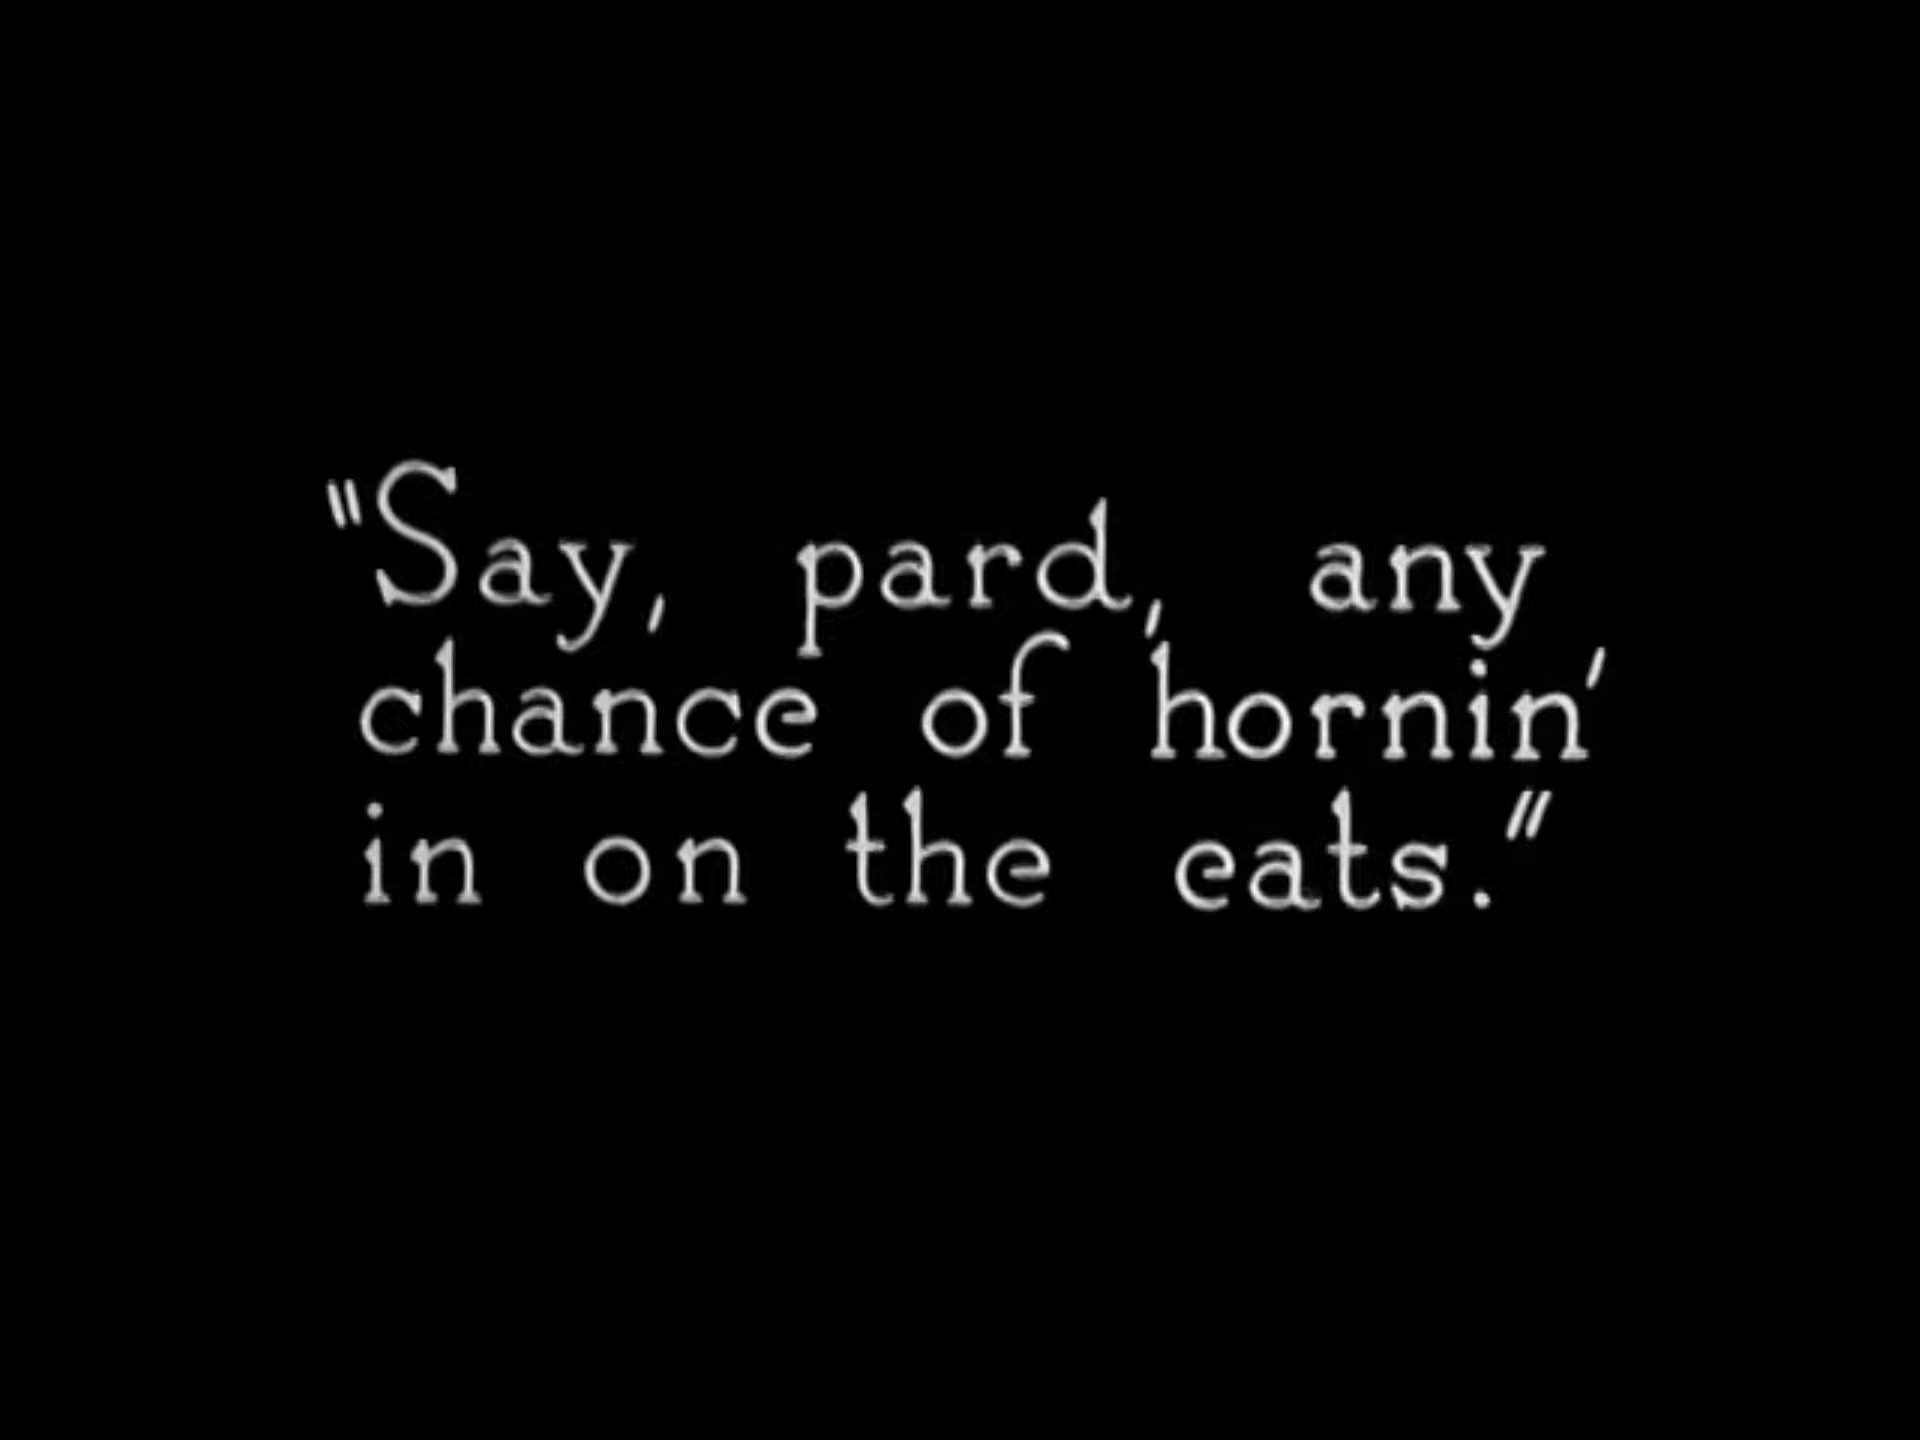 "Say, pard, any
chance of hornin'
in on the eats."